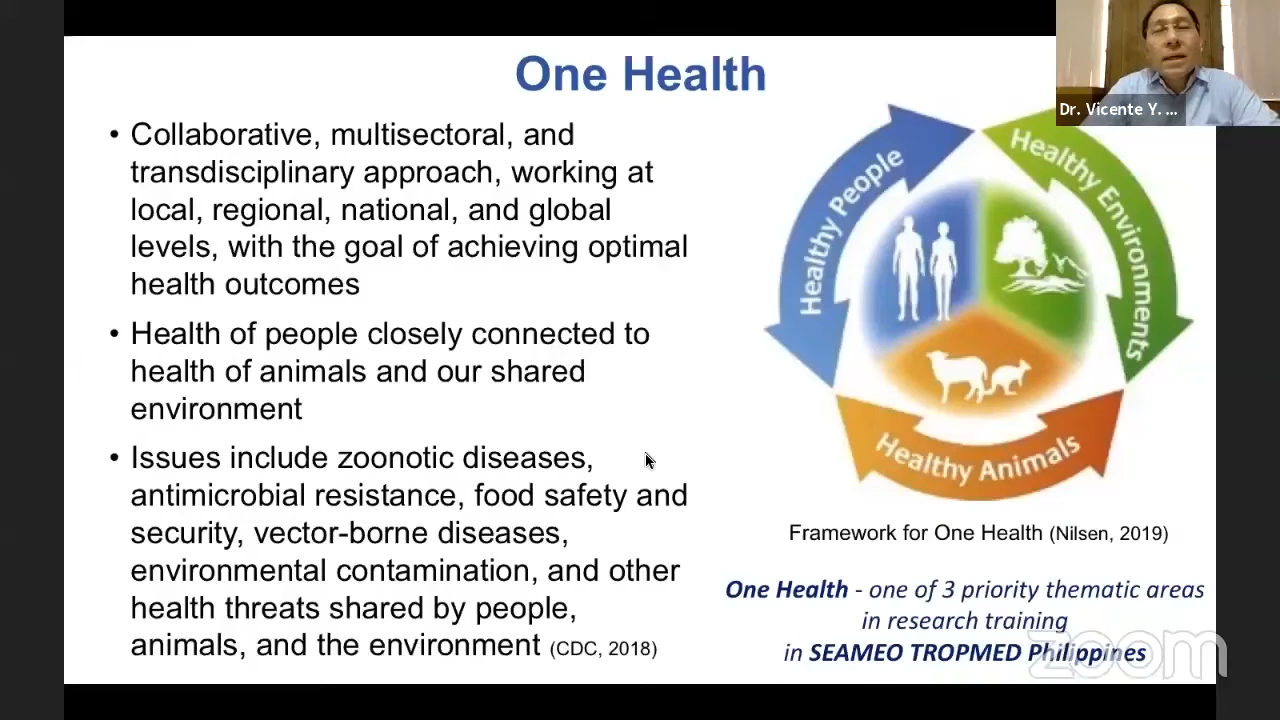 One Health
• Collaborative, multisectoral, and
transdisciplinary approach, working at
local, regional, national, and global
levels, with the goal of achieving optimal
health outcomes
• Health of people closely connected to
health of animals and our shared
environment
• Issues include zoonotic diseases,
antimicrobial resistance, food safety and
security, vector-borne diseases,
environmental contamination, and other
health threats shared by people,
animals, and the environment (CDC, 2018)
Dr. Vicente Y. ...
Healthy People
Healthy Environments
Healthy Animals
Framework for One Health (Nilsen, 2019)
One Health - one of 3 priority thematic areas
in research training
in SEAMEO TROPMED Philippines
zoom